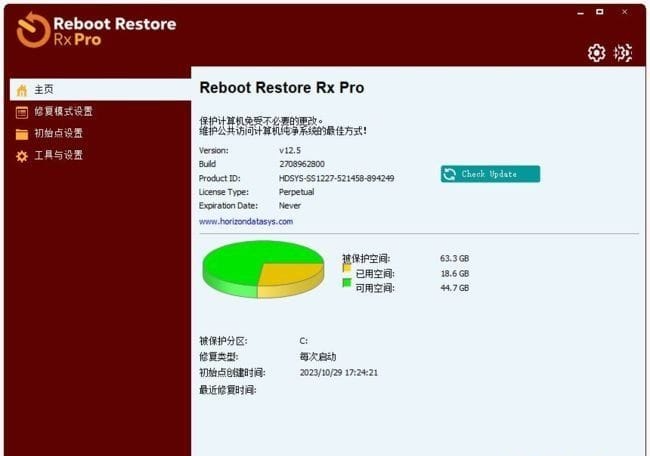 Reboot Restore
Rx Pro
主页
修复模式设置
初始点设置
工具与设置
Reboot Restore Rx Pro
保护计算机免受不必要的更改。
维护公共访问计算机纯净系统的最佳方式！
Version: v12.5
Build 2708962800
Product ID: HDSYS-SS1227-521458-894249
License Type: Perpetual
Expiration Date: Never
Check Update
www.horizondatasys.com
被保护空间: 63.3 GB
已用空间: 18.6 GB
可用空间: 44.7 GB
被保护分区: C:
修复类型: 每次启动
初始点创建时间: 2023/10/29 17:24:21
最近修复时间: